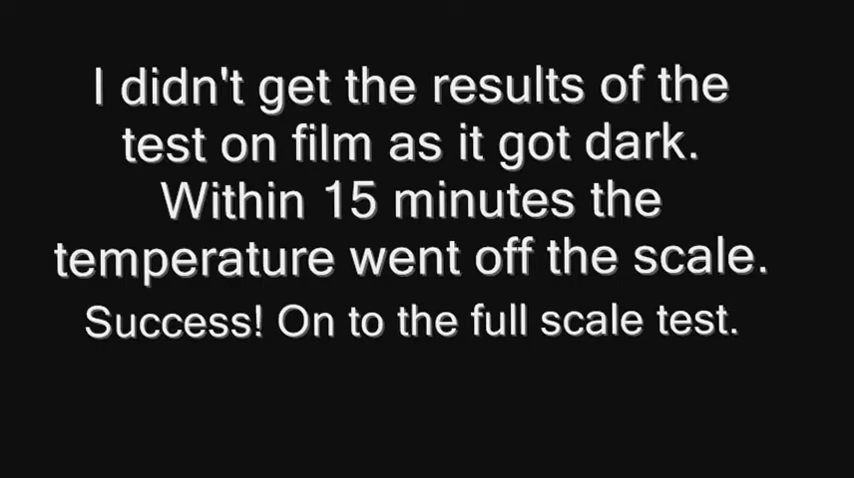 I didn't get the results of the
test on film as it got dark.
Within 15 minutes the
temperature went off the scale.
Success! On to the full scale test.